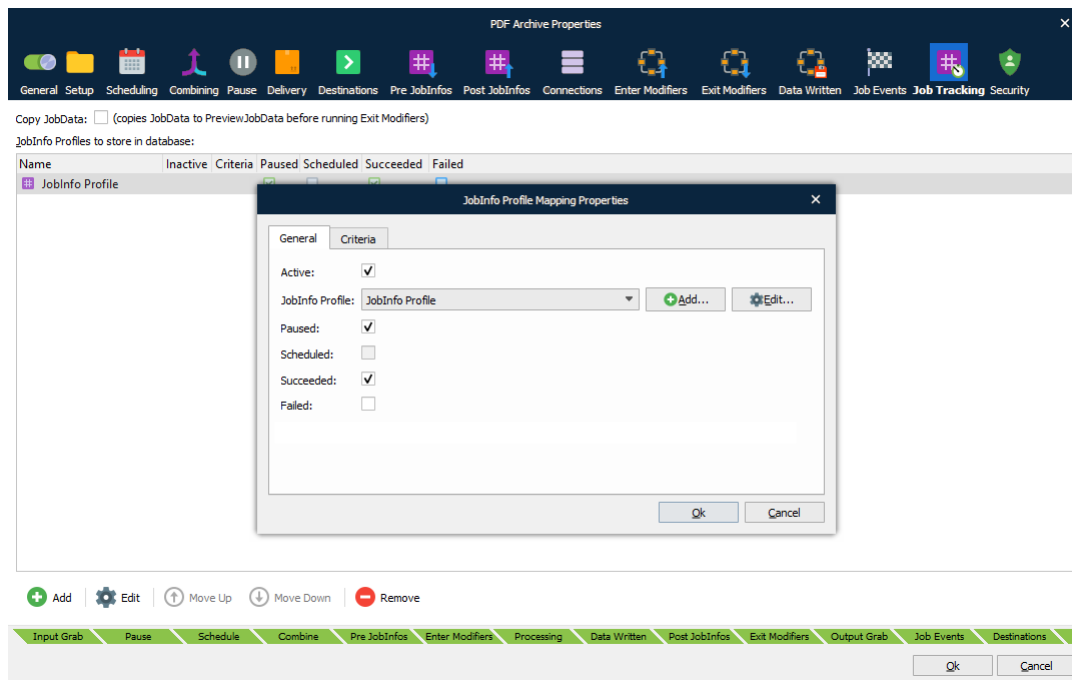 PDF Archive Properties
General Setup Scheduling Combining Pause Delivery Destinations Pre JobInfos Post JobInfos Connections Enter Modifiers Exit Modifiers Data Written Job Events Job Tracking Security
Copy JobData: (copies JobData to PreviewJobData before running Exit Modifiers)
JobInfo Profiles to store in database:
Name Inactive Criteria Paused Scheduled Succeeded Failed
JobInfo Profile
JobInfo Profile Mapping Properties
General Criteria
Active:
JobInfo Profile: JobInfo Profile Add... Edit...
Paused:
Scheduled:
Succeeded:
Failed:
Ok Cancel
Add Edit Move Up Move Down Remove
Input Grab Pause Schedule Combine Pre JobInfos Enter Modifiers Processing Data Written Post JobInfos Exit Modifiers Output Grab Job Events Destinations
Ok Cancel